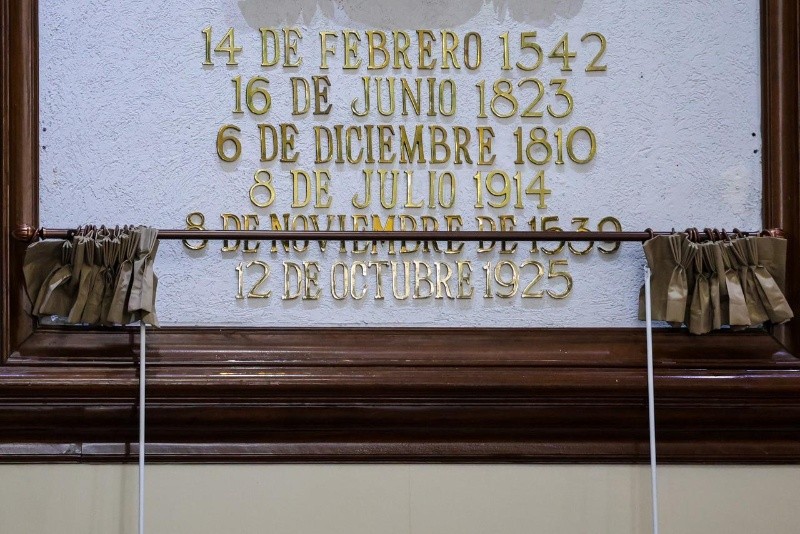 14 DE FEBRERO 1542
16 DE JUNIO 1823
6 DE DICIEMBRE 1810
8 DE JULIO 1914
8 DE NOVIEMBRE DE 1539
12 DE OCTUBRE 1925